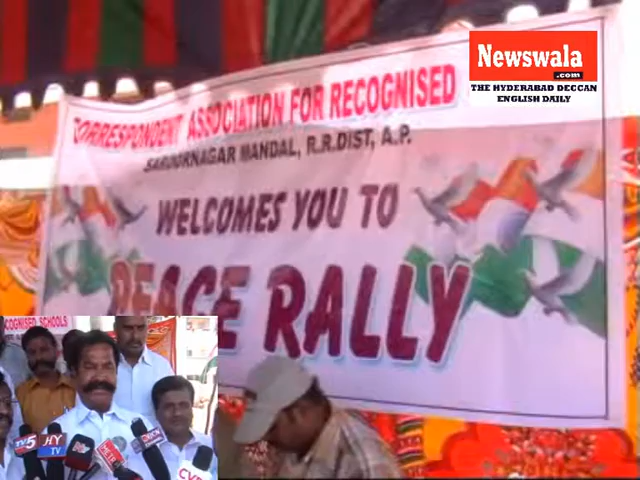 Newswala
.com
THE HYDERABAD DECCAN
ENGLISH DAILY
CORRESPONDENT ASSOCIATION FOR RECOGNISED
SAROORNAGAR MANDAL, R.R.DIST, A.P.
WELCOMES YOU TO
PEACE RALLY
COGNISED SCHOOLS
TV5
HY
TV
CVR